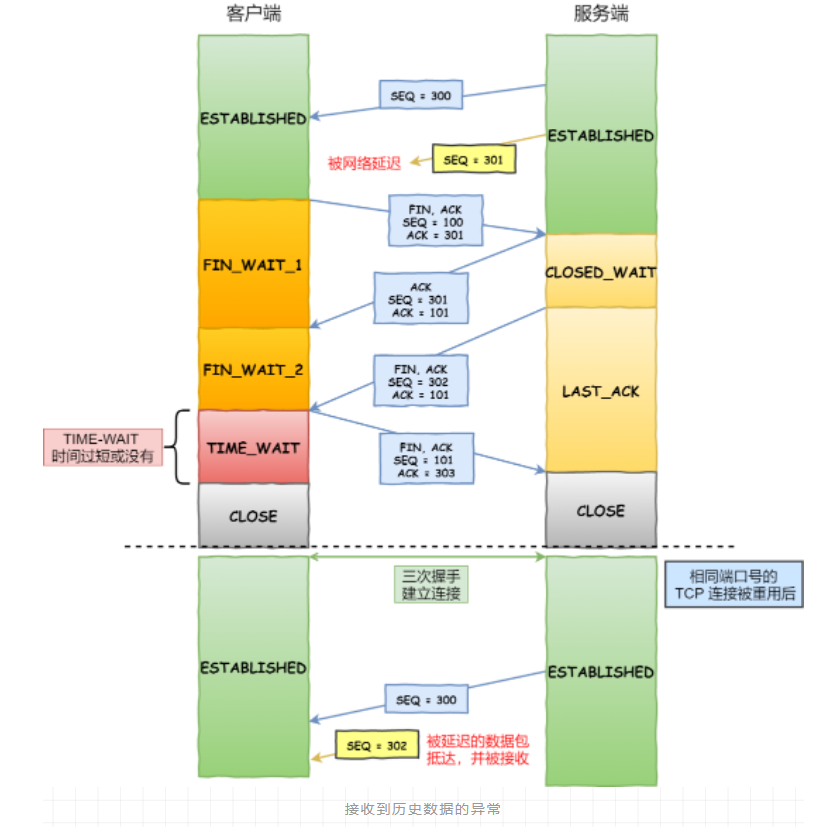 客户端
服务端
SEQ = 300
ESTABLISHED
ESTABLISHED
被网络延迟
SEQ = 301
FIN, ACK
SEQ = 100
ACK = 301
FIN_WAIT_1
CLOSED_WAIT
ACK
SEQ = 301
ACK = 101
FIN_WAIT_2
FIN, ACK
SEQ = 302
ACK = 101
LAST_ACK
TIME-WAIT
时间过短或没有
TIME_WAIT
FIN, ACK
SEQ = 101
ACK = 303
CLOSE
CLOSE
三次握手
建立连接
相同端口号的
TCP 连接被重用后
ESTABLISHED
ESTABLISHED
SEQ = 300
SEQ = 302
被延迟的数据包
抵达，并被接收
接收到历史数据的异常